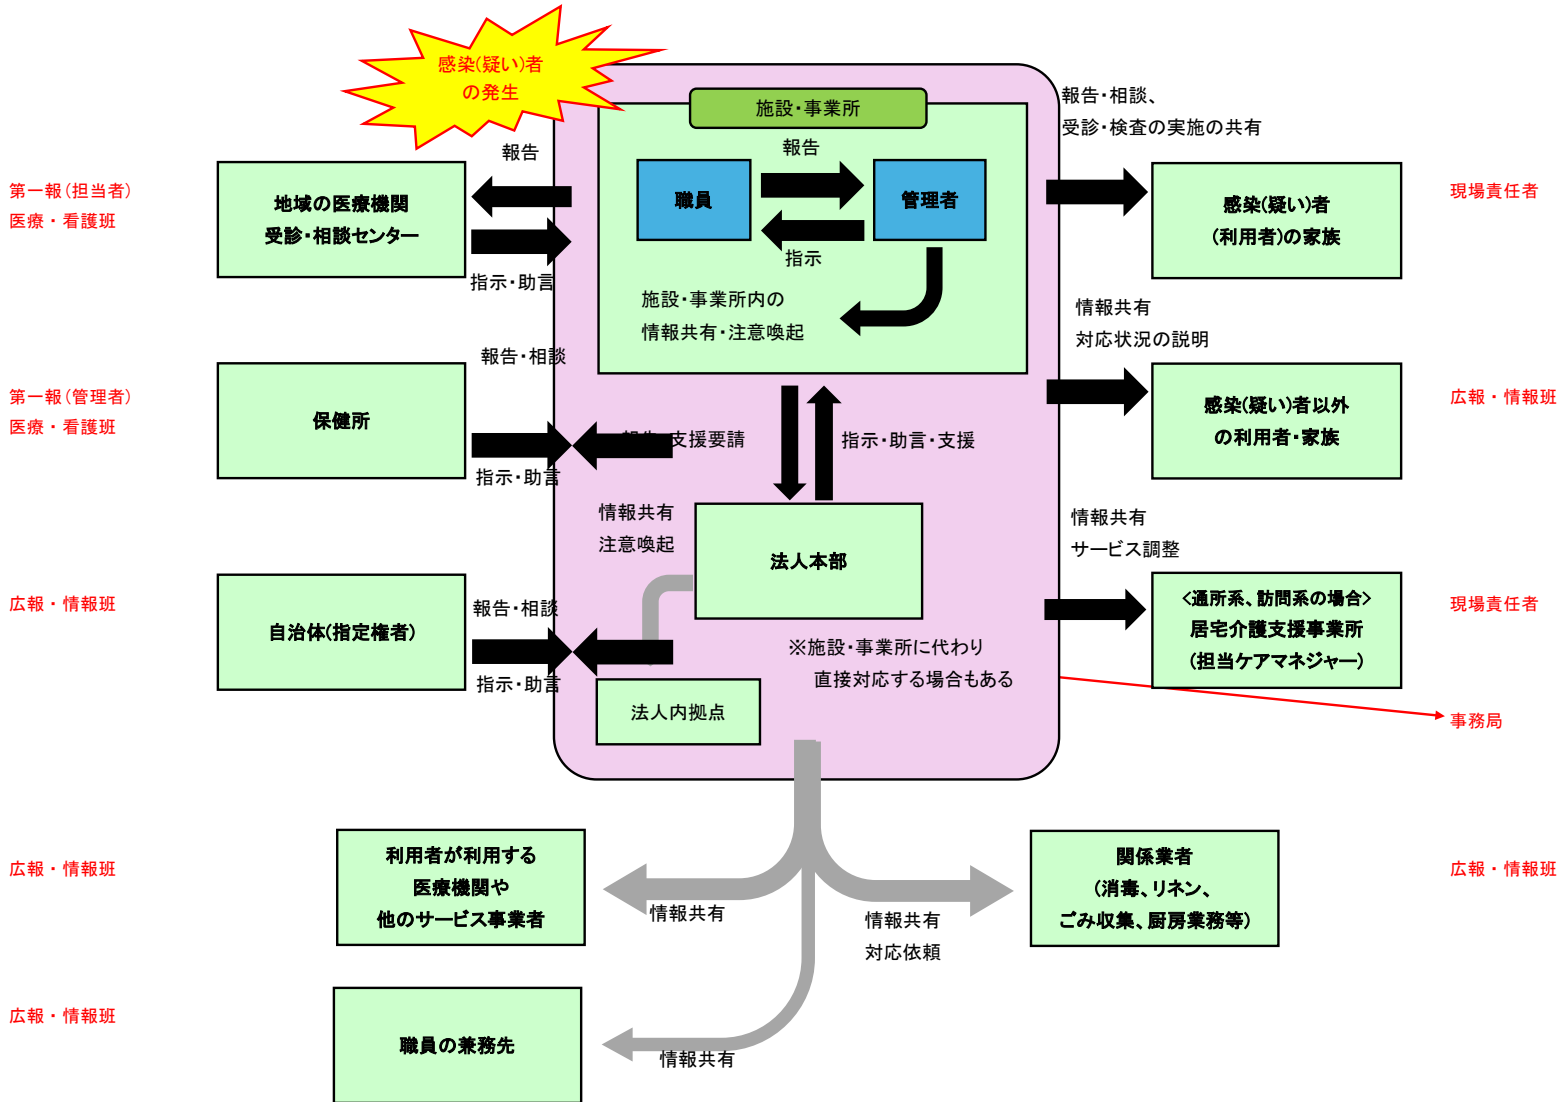 感染(疑い)者
の発生
施設・事業所
報告
職員
報告
管理者
指示
施設・事業所内の
情報共有・注意喚起
報告・相談、
受診・検査の実施の共有
第一報(担当者)
医療・看護班
地域の医療機関
受診・相談センター
指示・助言
感染(疑い)者
(利用者)の家族
現場責任者
情報共有
対応状況の説明
報告・相談
第一報(管理者)
医療・看護班
保健所
指示・助言
支援要請
指示・助言・支援
感染(疑い)者以外
の利用者・家族
広報・情報班
情報共有
注意喚起
法人本部
情報共有
サービス調整
広報・情報班
自治体(指定権者)
報告・相談
指示・助言
※施設・事業所に代わり
直接対応する場合もある
法人内拠点
<通所系、訪問系の場合>
居宅介護支援事業所
(担当ケアマネジャー)
現場責任者
事務局
広報・情報班
利用者が利用する
医療機関や
他のサービス事業者
情報共有
情報共有
対応依頼
関係業者
(消毒、リネン、
ごみ収集、厨房業務等)
広報・情報班
広報・情報班
職員の兼務先
情報共有